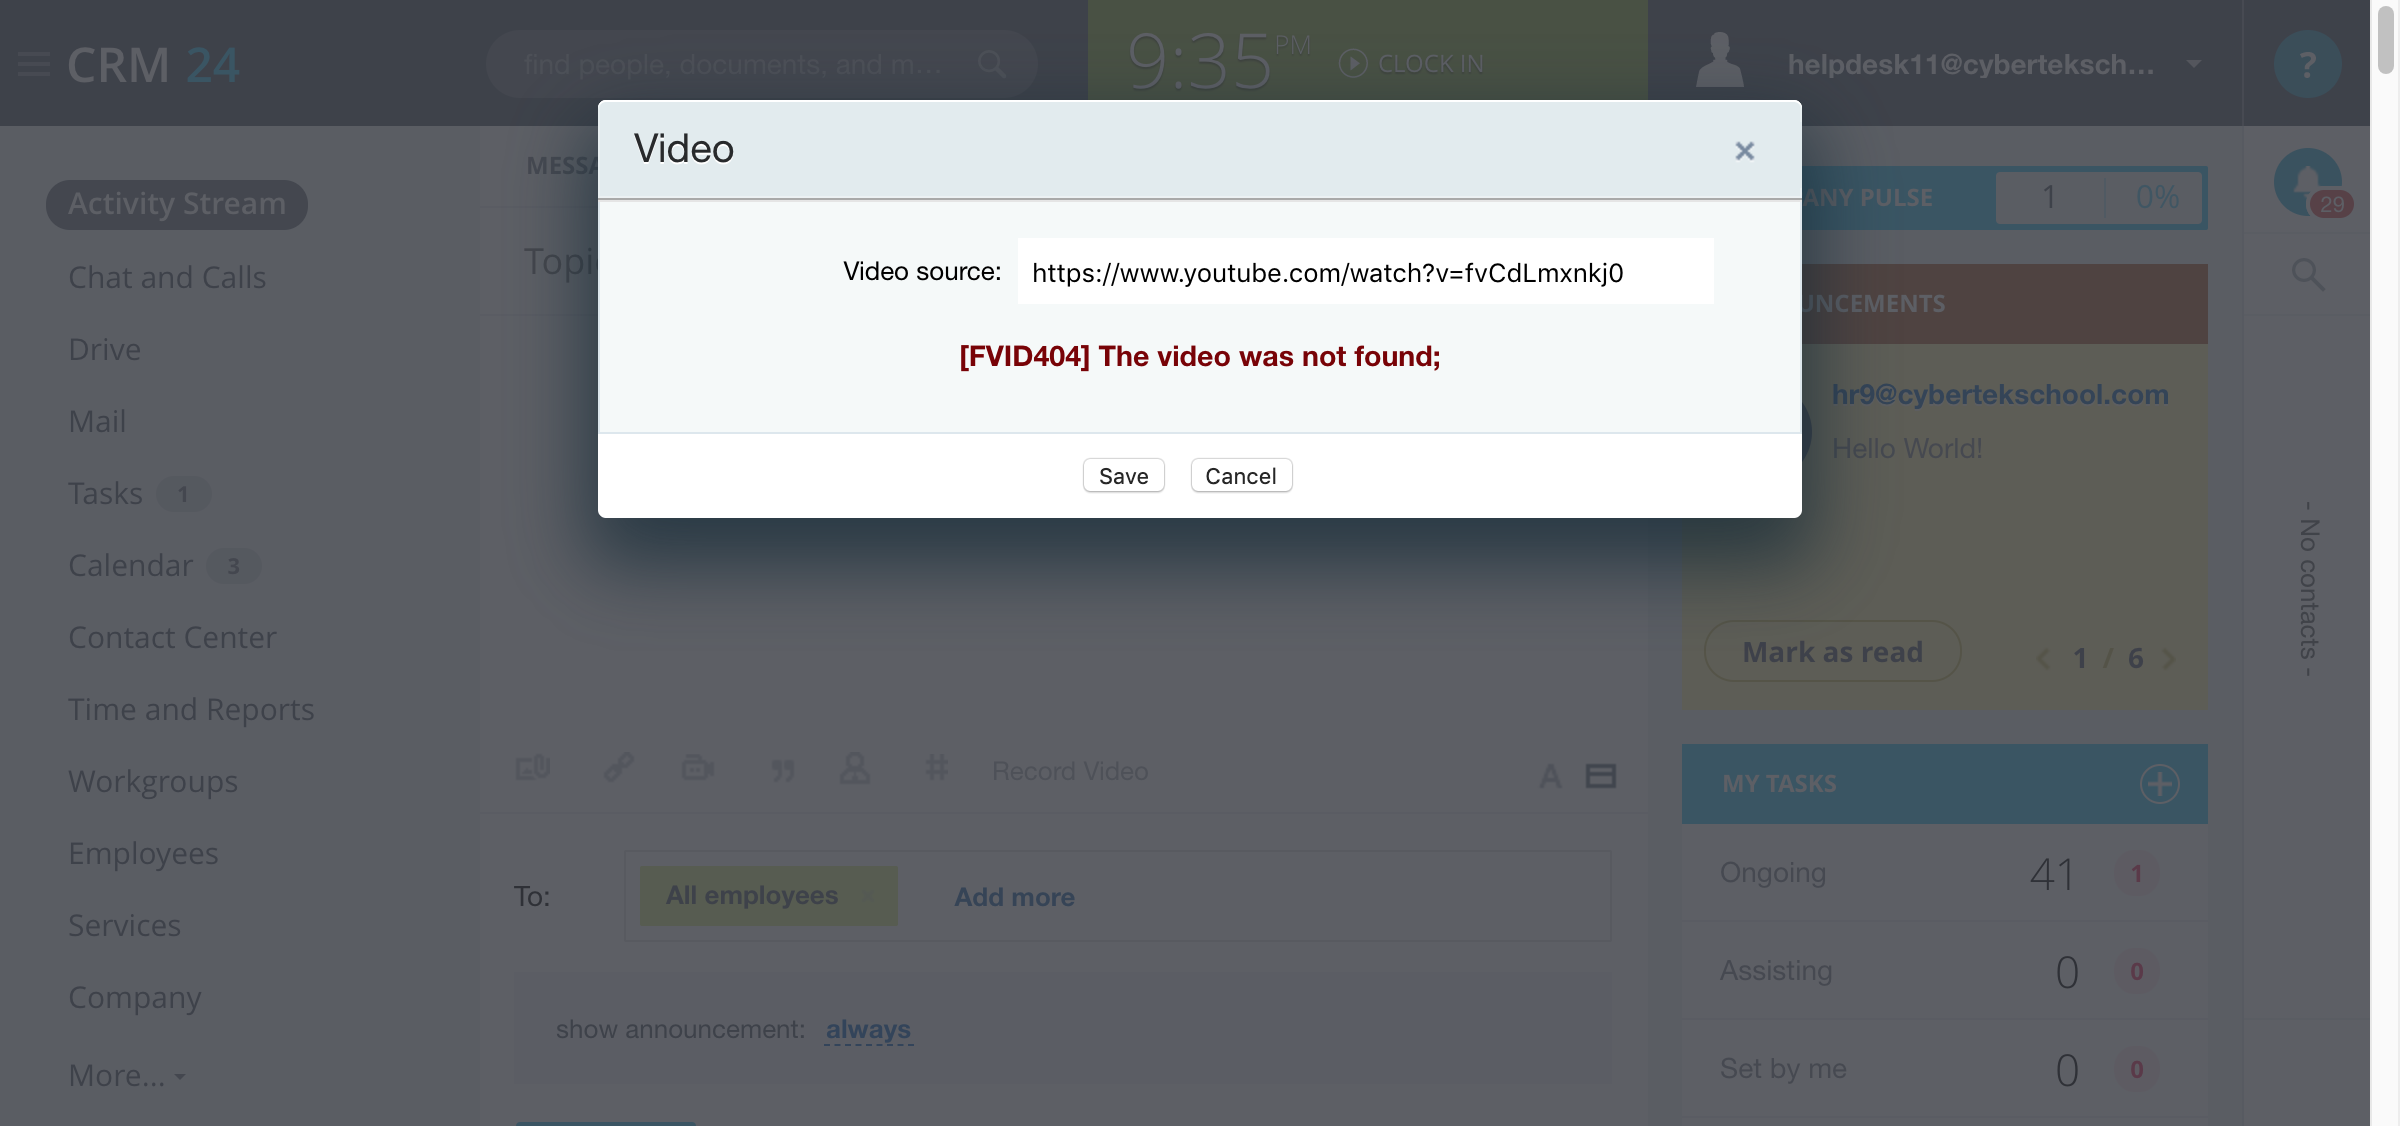 CRM 24
find people, documents, and m...
9:35 PM
CLOCK IN
helpdesk11@cyberteksch...
?
Video
×
Video source:
https://www.youtube.com/watch?v=fvCdLmxnkj0
[FVID404] The video was not found;
Save
Cancel
Activity Stream
Chat and Calls
Drive
Mail
Tasks 1
Calendar 3
Contact Center
Time and Reports
Workgroups
Employees
Services
Company
More...
MESSA
Topi
Record Video
A
To:
All employees
Add more
show announcement: always
ANY PULSE
1
0%
UNCEMENTS
hr9@cybertekschool.com
Hello World!
Mark as read
1 / 6
MY TASKS
Ongoing 41 1
Assisting 0 0
Set by me 0 0
29
- No contacts -